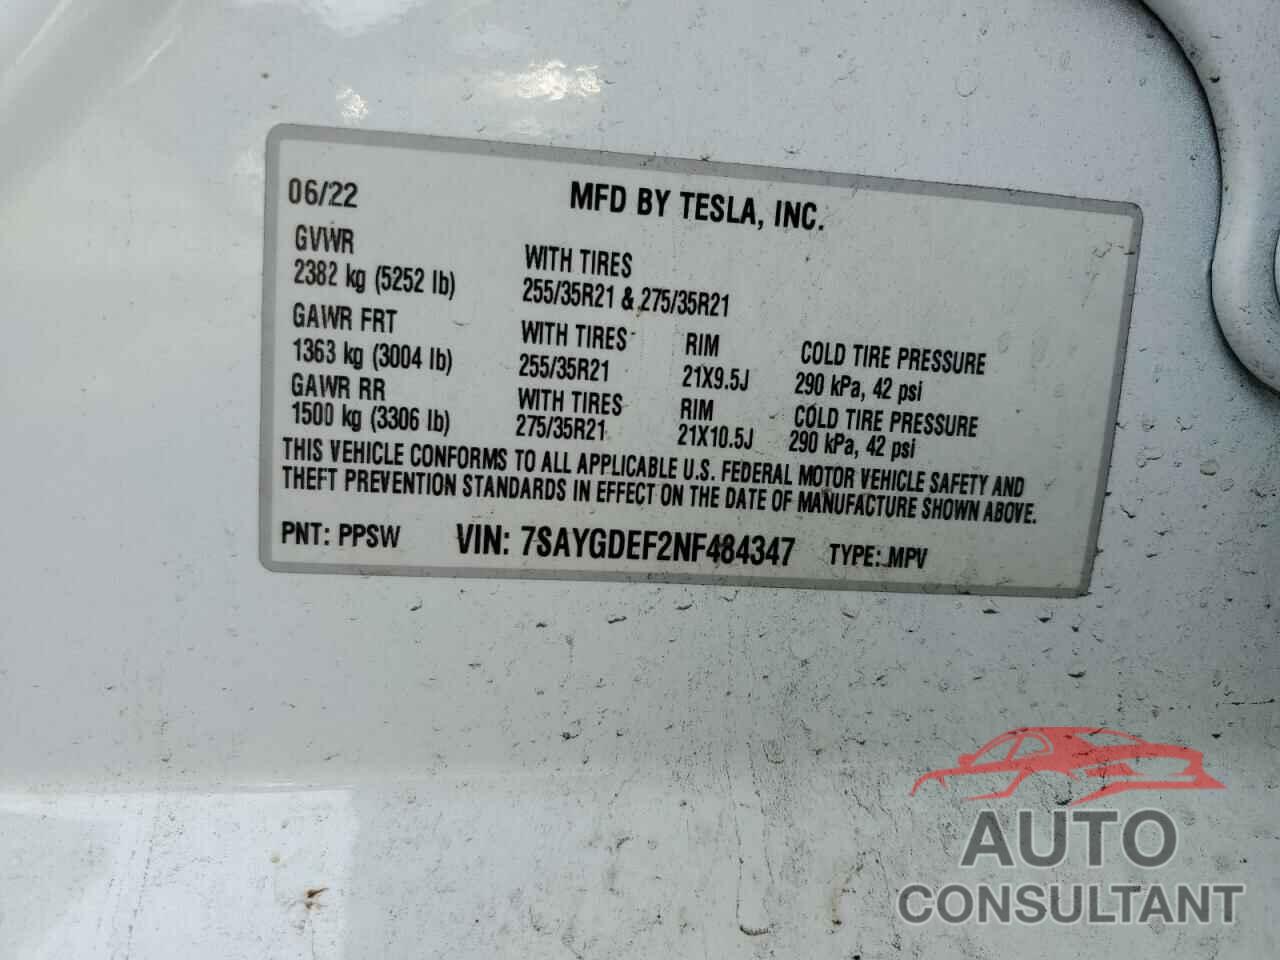 06/22 MFD BY TESLA, INC.
GVWR WITH TIRES
2382 kg (5252 lb) 255/35R21 & 275/35R21
GAWR FRT WITH TIRES RIM COLD TIRE PRESSURE
1363 kg (3004 lb) 255/35R21 21X9.5J 290 kPa, 42 psi
GAWR RR WITH TIRES RIM COLD TIRE PRESSURE
1500 kg (3306 lb) 275/35R21 21X10.5J 290 kPa, 42 psi
THIS VEHICLE CONFORMS TO ALL APPLICABLE U.S. FEDERAL MOTOR VEHICLE SAFETY AND
THEFT PREVENTION STANDARDS IN EFFECT ON THE DATE OF MANUFACTURE SHOWN ABOVE.
PNT: PPSW VIN: 7SAYGDEF2NF484347 TYPE: MPV
AUTO
CONSULTANT